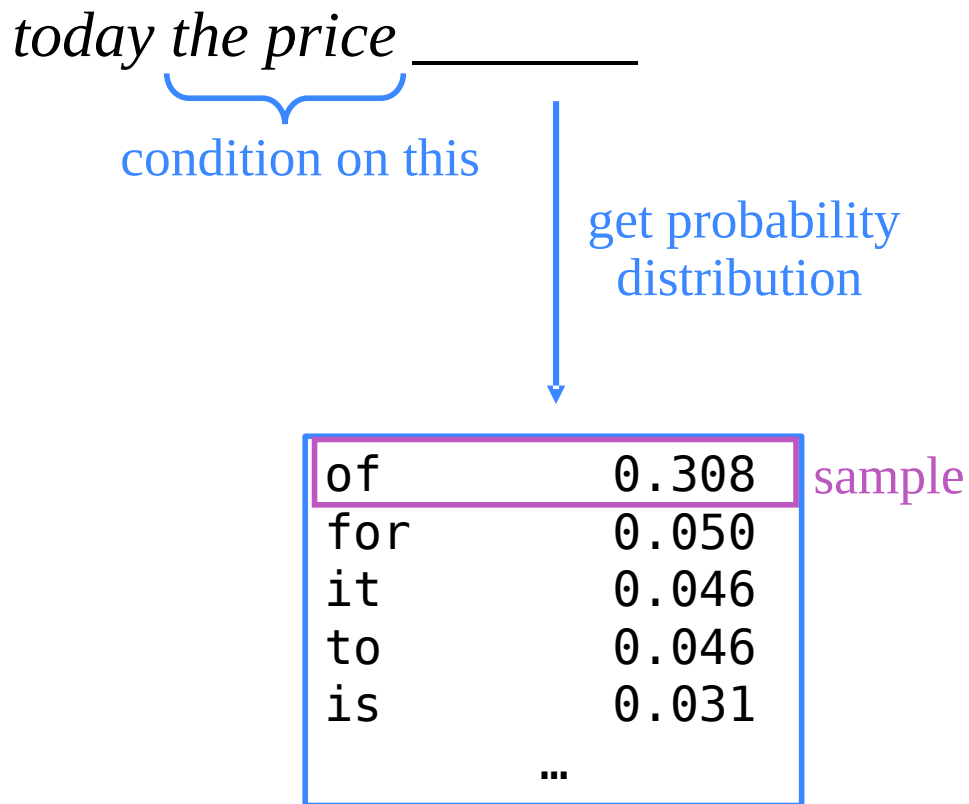 today the price ________
condition on this
get probability
distribution
of 0.308
sample
for 0.050
it 0.046
to 0.046
is 0.031
…